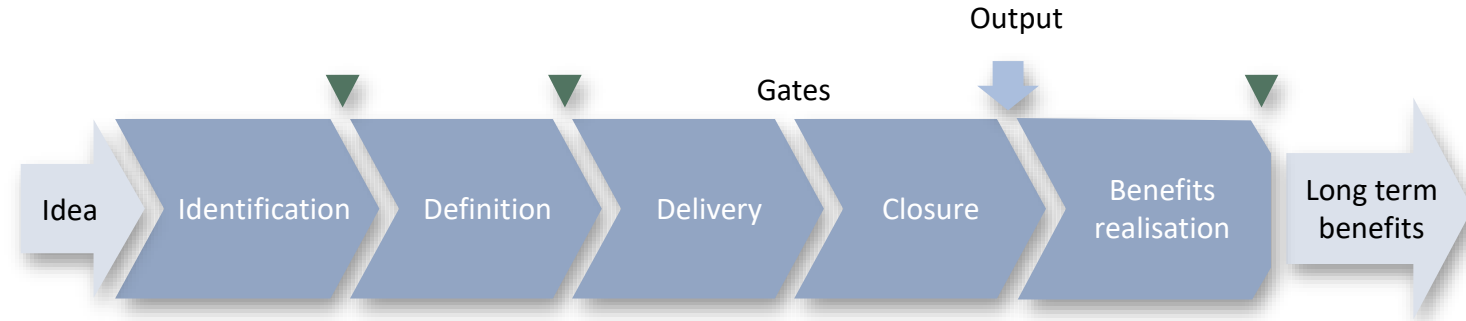 Output
Gates
Idea
Identification
Definition
Delivery
Closure
Benefits
realisation
Long term
benefits